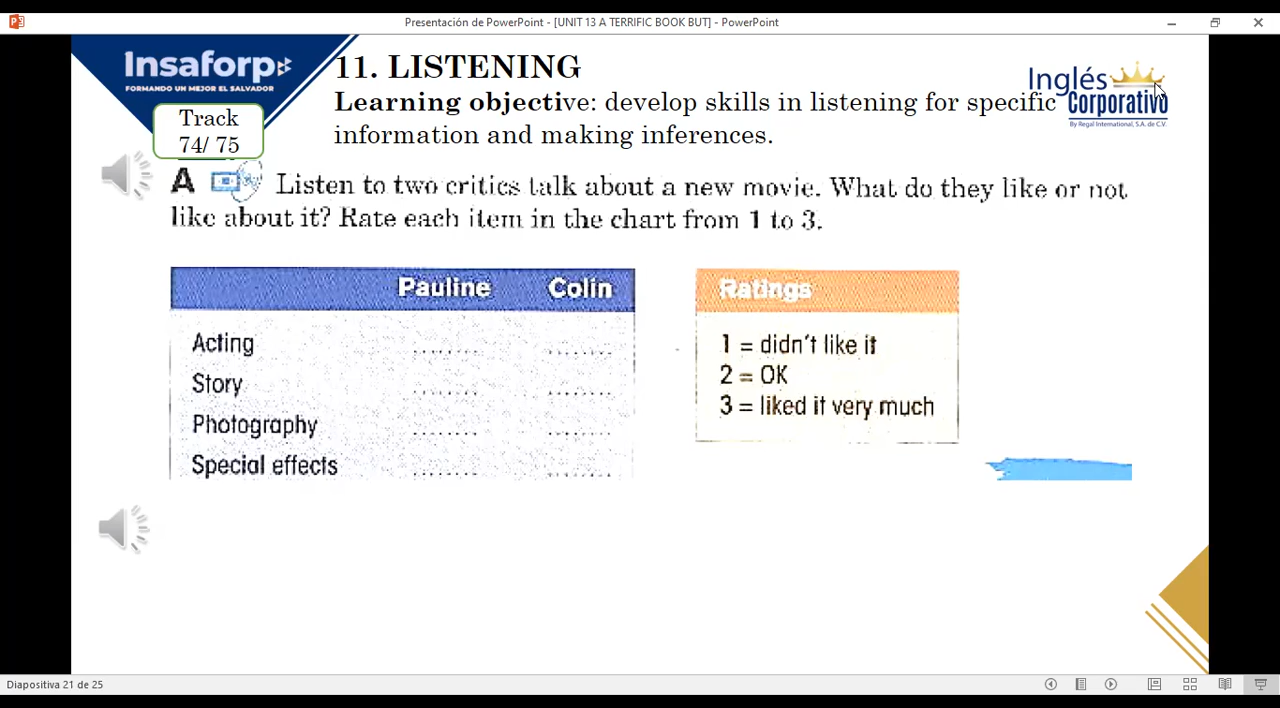 Presentación de PowerPoint - [UNIT 13 A TERRIFIC BOOK BUT] - PowerPoint
Insaforp
FORMANDO UN MEJOR EL SALVADOR
11. LISTENING
Learning objective: develop skills in listening for specific
information and making inferences.
Inglés
Corporativo
By Regal International, S.A. de C.V.
Track
74/ 75
A Listen to two critics talk about a new movie. What do they like or not
like about it? Rate each item in the chart from 1 to 3.
Pauline Colin
Acting ........ ........
Story ........ ........
Photography ........ ........
Special effects ........ ........
Ratings
1 = didn't like it
2 = OK
3 = liked it very much
Diapositiva 21 de 25